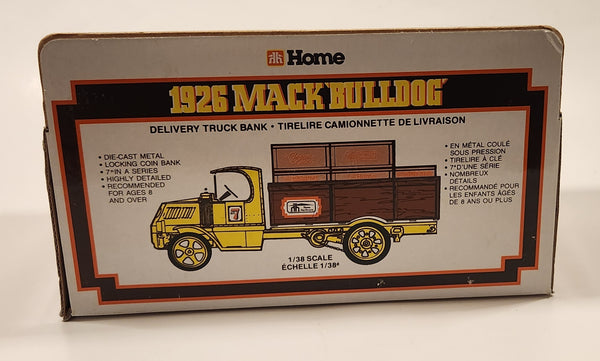 Home
1926 MACK "BULLDOG"
DELIVERY TRUCK BANK • TIRELIRE CAMIONNETTE DE LIVRAISON
• DIE-CAST METAL
• LOCKING COIN BANK
• 7TH IN A SERIES
• HIGHLY DETAILED
• RECOMMENDED
FOR AGES 8
AND OVER
• EN MÉTAL COULÉ
SOUS PRESSION
• TIRELIRE À CLÉ
• 7e D'UNE SÉRIE
• NOMBREUX
DÉTAILS
• RECOMMANDÉ POUR
LES ENFANTS ÂGÉS
DE 8 ANS OU PLUS
7
1/38 SCALE
ÉCHELLE 1/38e